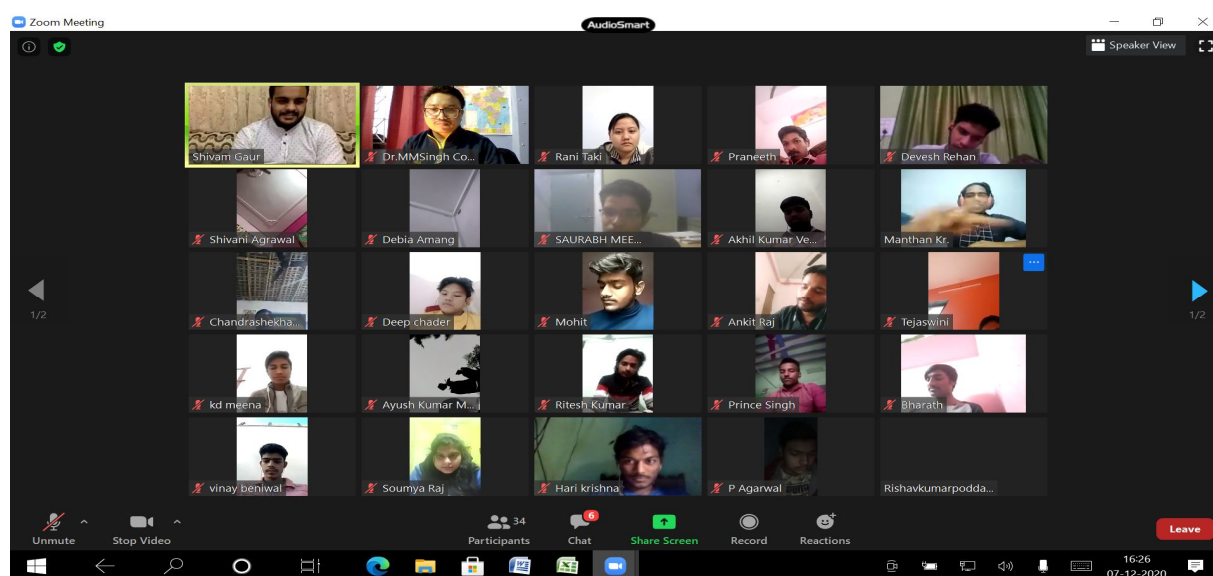 Zoom Meeting
AudioSmart
Speaker View
Shivam Gaur
Dr.MMSingh Co...
Rani Taki
Praneeth
Devesh Rehan
Shivani Agrawal
Debia Amang
SAURABH MEE...
Akhil Kumar Ve...
Manthan Kr.
1/2
Chandrashekha...
Deep chader
Mohit
Ankit Raj
Tejaswini
1/2
kd meena
Ayush Kumar M...
Ritesh Kumar
Prince Singh
Bharath
vinay beniwal
Soumya Raj
Hari krishna
P Agarwal
Rishavkumarpodda...
Unmute
Stop Video
34
Participants
6
Chat
Share Screen
Record
Reactions
Leave
16:26
07-12-2020